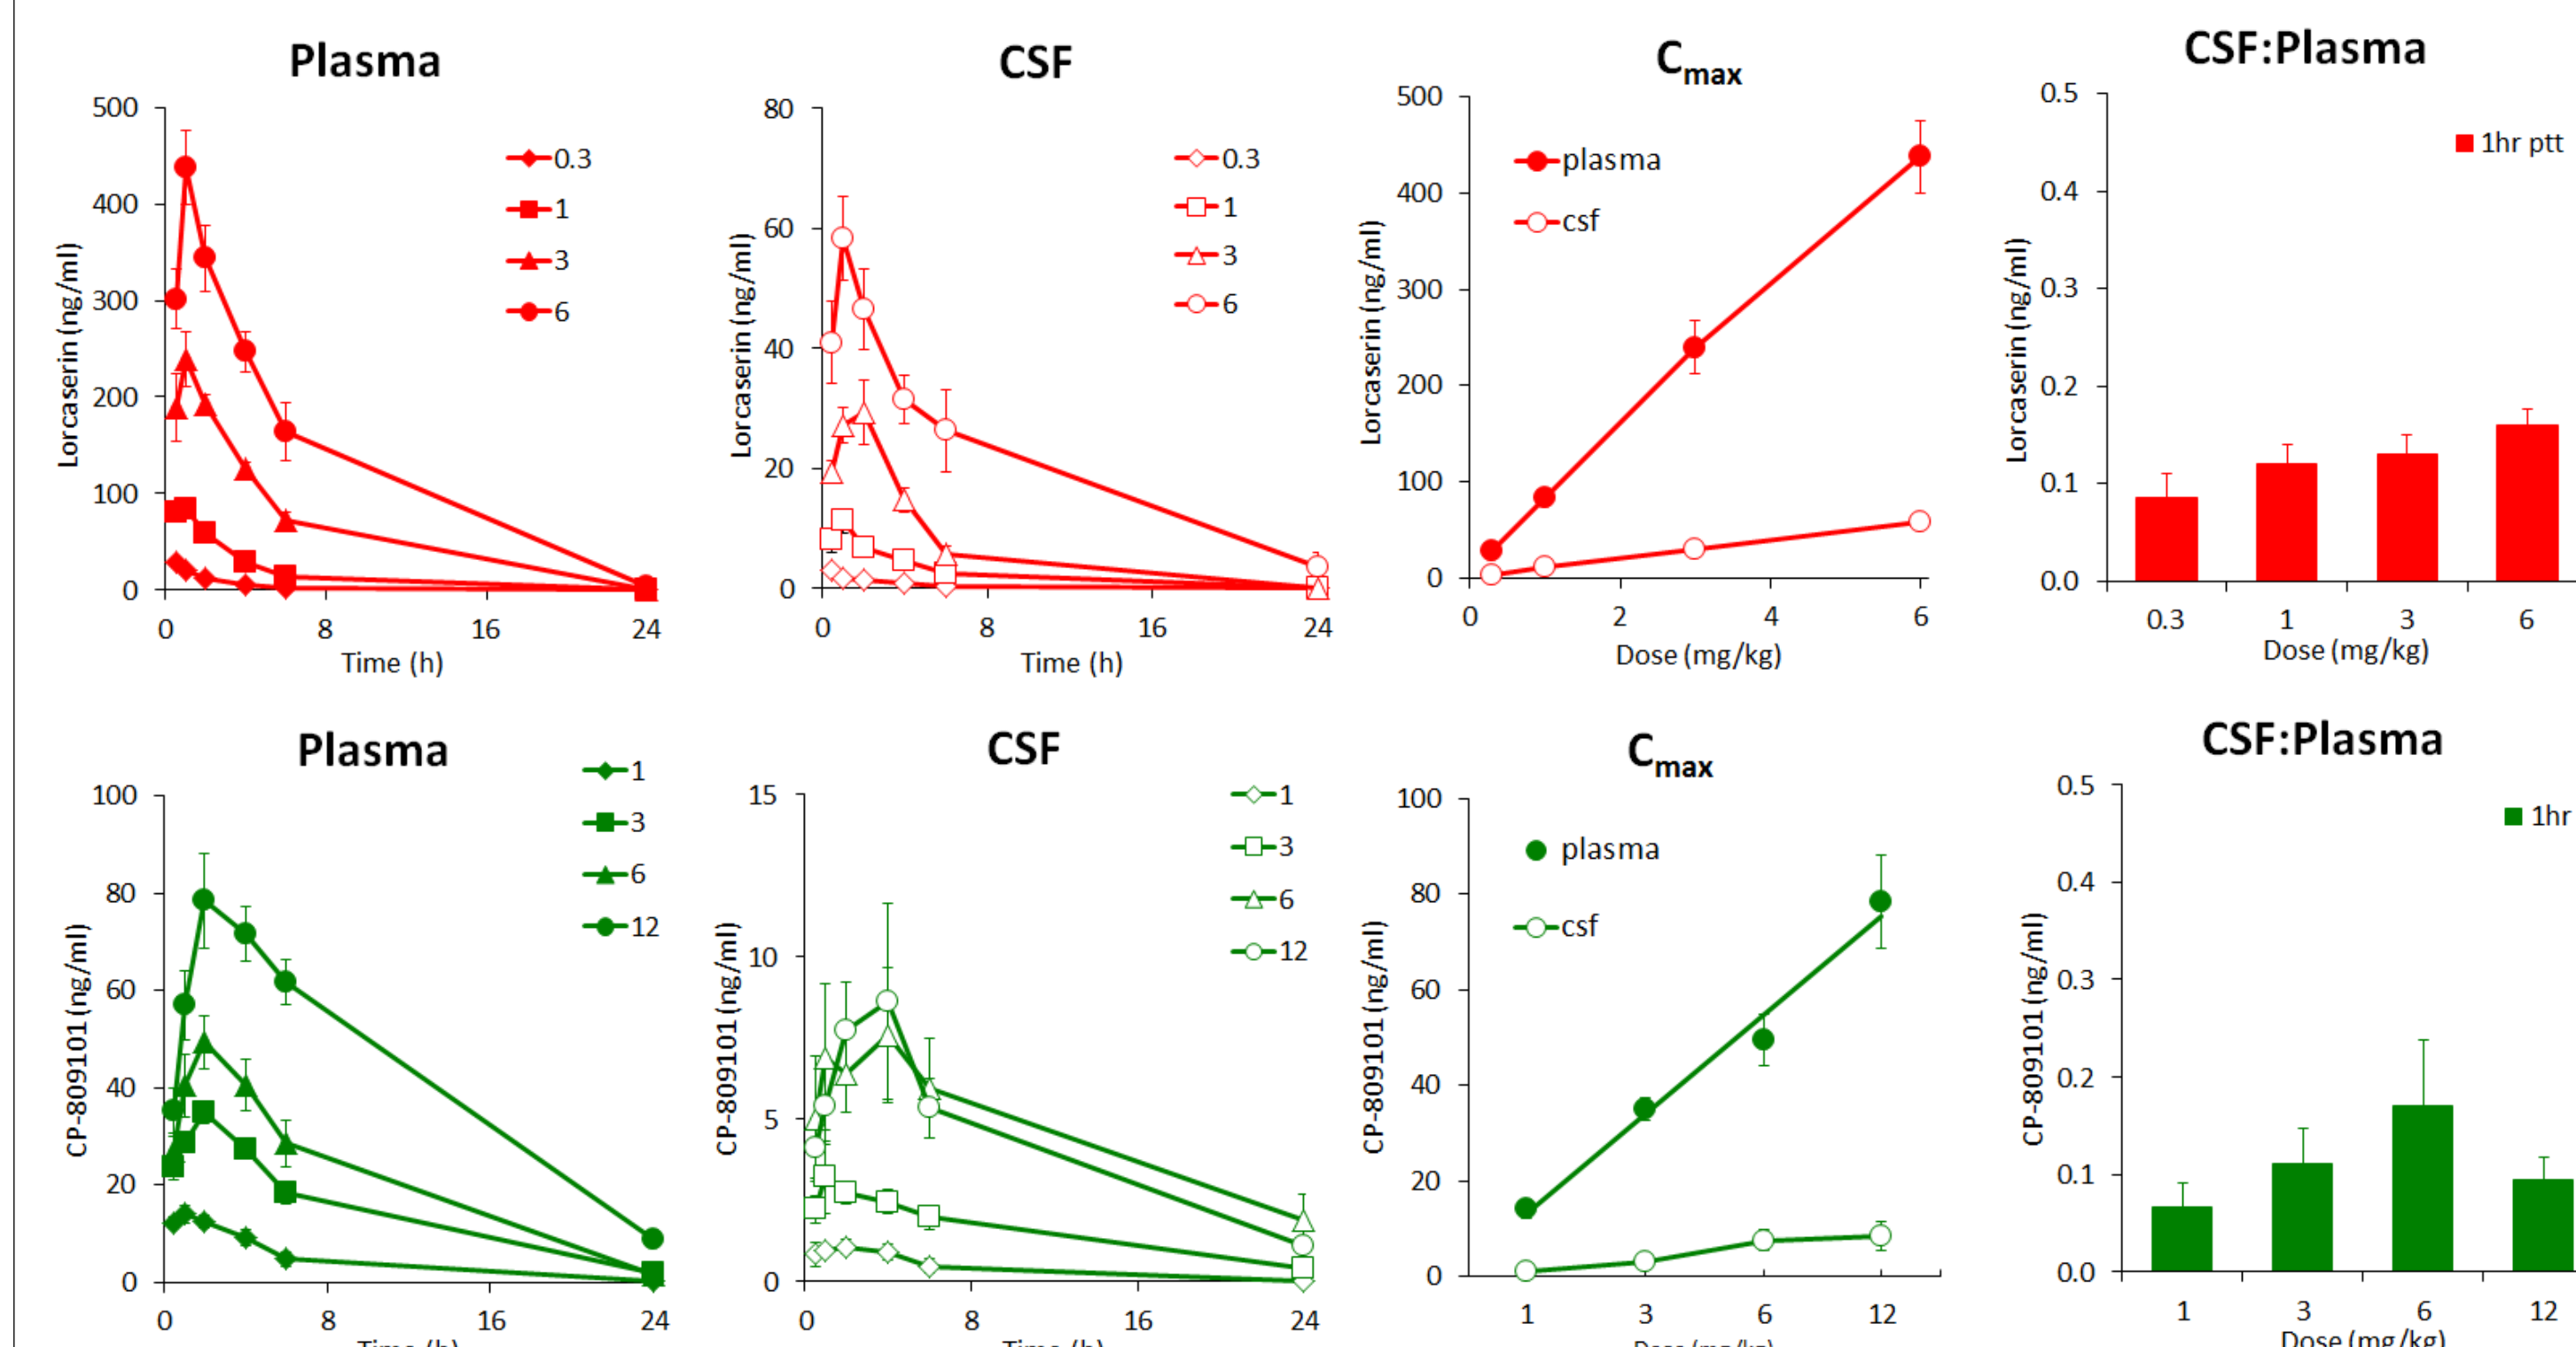 Plasma
500
400
300
200
100
0
Lorcaserin (ng/ml)
0.3
1
3
6
0 8 16 24
Time (h)
CSF
80
60
40
20
0
Lorcaserin (ng/ml)
0.3
1
3
6
0 8 16 24
Time (h)
Cmax
500
400
300
200
100
0
Lorcaserin (ng/ml)
plasma
csf
0 2 4 6
Dose (mg/kg)
CSF:Plasma
0.5
0.4
0.3
0.2
0.1
0.0
Lorcaserin (ng/ml)
1hr ptt
0.3 1 3 6
Dose (mg/kg)
Plasma
100
80
60
40
20
0
CP-809101 (ng/ml)
1
3
6
12
0 8 16 24
Time (h)
CSF
15
10
5
0
CP-809101 (ng/ml)
1
3
6
12
0 8 16 24
Time (h)
Cmax
100
80
60
40
20
0
CP-809101 (ng/ml)
plasma
csf
1 3 6 12
Dose (mg/kg)
CSF:Plasma
0.5
0.4
0.3
0.2
0.1
0.0
CP-809101 (ng/ml)
1hr
1 3 6 12
Dose (mg/kg)